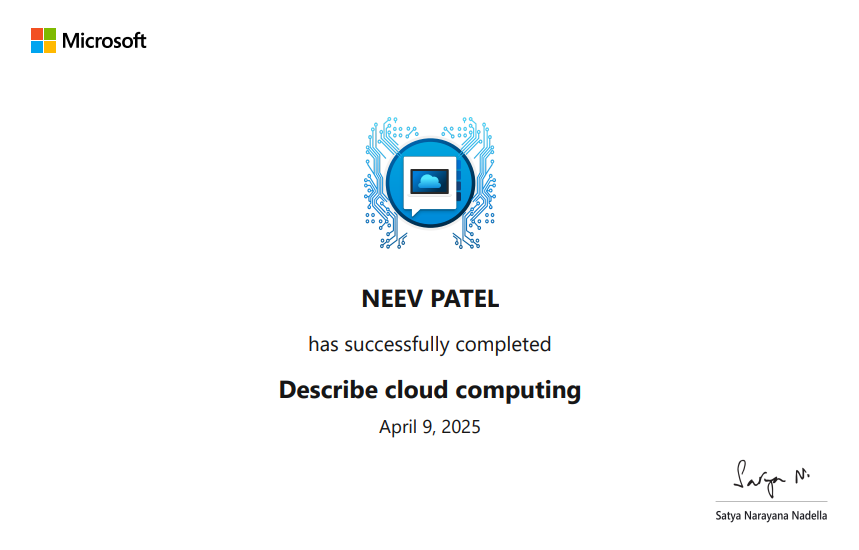 Microsoft
NEEV PATEL
has successfully completed
Describe cloud computing
April 9, 2025
Satya N.
Satya Narayana Nadella